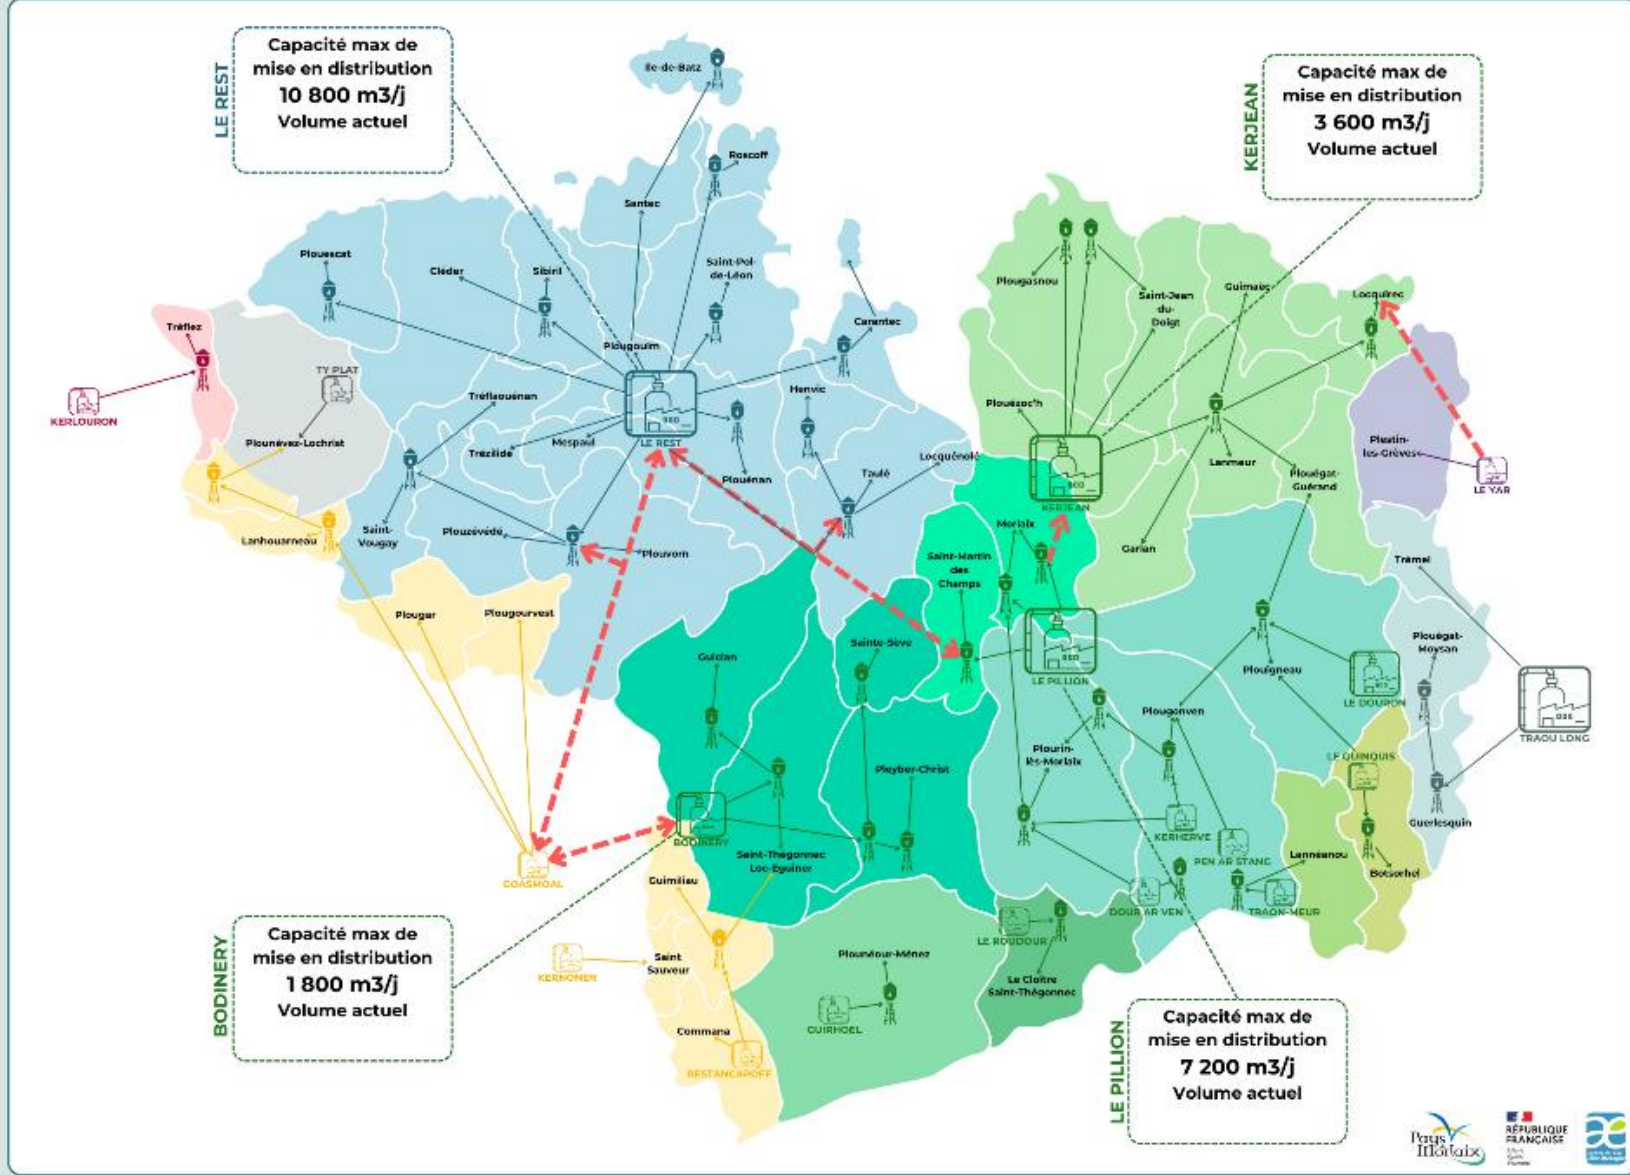 LE REST
Capacité max de
mise en distribution
10 800 m3/j
Volume actuel
KERJEAN
Capacité max de
mise en distribution
3 600 m3/j
Volume actuel
Ile-de-Batz
Roscoff
Santec
Plouescat
Cléder
Sibiril
Saint-Pol-
de-Léon
Plougoulm
Carantec
Plougasnou
Saint-Jean
du-
Doigt
Guimaëc
Locquirec
Tréflez
TY PLAT
KERLOURON
Plounévez-Lochrist
Tréflaouénan
Trézilidé
Mespaul
LE REST
Henvic
Plouénan
Taulé
Locquénolé
Plouézoc'h
KERJEAN
Lanmeur
Plouégat-
Guérand
Plestin-
les-Grèves
LE YAR
Lanhouarneau
Saint-
Vougay
Plouzévédé
Plouvorn
Morlaix
Saint-Martin
des
Champs
Garlan
Trémel
Plougar
Plougourvest
Guiclan
Sainte-Sève
LE PILLION
Plouigneau
LE DOURON
Plouégat-
Moysan
TRAOU LONG
Plougonven
Plourin-
lès-Morlaix
Pleyber-Christ
LE QUINQUIS
Guerlesquin
BODINERY
KERHERVE
PEN AR STANG
Lannéanou
Botsorhel
COASMOAL
Saint-Thégonnec
Loc-Eguiner
Guimiliau
DOUR AR VEN
TRAON-MEUR
BODINERY
Capacité max de
mise en distribution
1 800 m3/j
Volume actuel
KERHONER
Saint
Sauveur
Plounéour-Ménez
LE ROUDOUR
Le Cloître
Saint-Thégonnec
GUIRHOEL
Commana
RESTANCAROFF
LE PILLION
Capacité max de
mise en distribution
7 200 m3/j
Volume actuel
Pays
Morlaix
RÉPUBLIQUE
FRANÇAISE